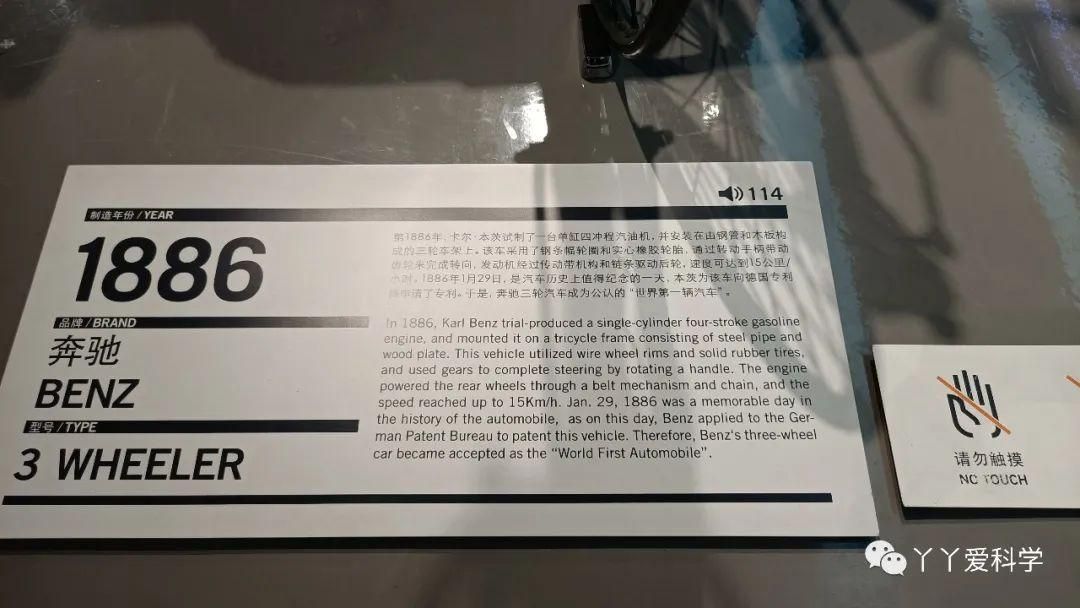 114
制造年份 / YEAR
1886
品牌 / BRAND
奔驰
BENZ
型号 / TYPE
3 WHEELER
第1886年，卡尔·本茨试制了一台单缸四冲程汽油机，并安装在由钢管和木板构
成的三轮车架上。该车采用了钢条幅轮圈和实心橡胶轮胎，通过转动手柄带动
齿轮来完成转向，发动机经过传动带机构和链条驱动后轮，速度可达到15公里/
小时。1886年1月29日，是汽车历史上值得纪念的一天，本茨为该车向德国专利
申请了专利。于是，奔驰三轮汽车成为公认的“世界第一辆汽车”。
In 1886, Karl Benz trial-produced a single-cylinder four-stroke gasoline
engine, and mounted it on a tricycle frame consisting of steel pipe and
wood plate. This vehicle utilized wire wheel rims and solid rubber tires,
and used gears to complete steering by rotating a handle. The engine
powered the rear wheels through a belt mechanism and chain, and the
speed reached up to 15Km/h. Jan. 29, 1886 was a memorable day in
the history of the automobile, as on this day, Benz applied to the Ger-
man Patent Bureau to patent this vehicle. Therefore, Benz's three-wheel
car became accepted as the “World First Automobile”.
请勿触摸
NO TOUCH
丫丫爱科学